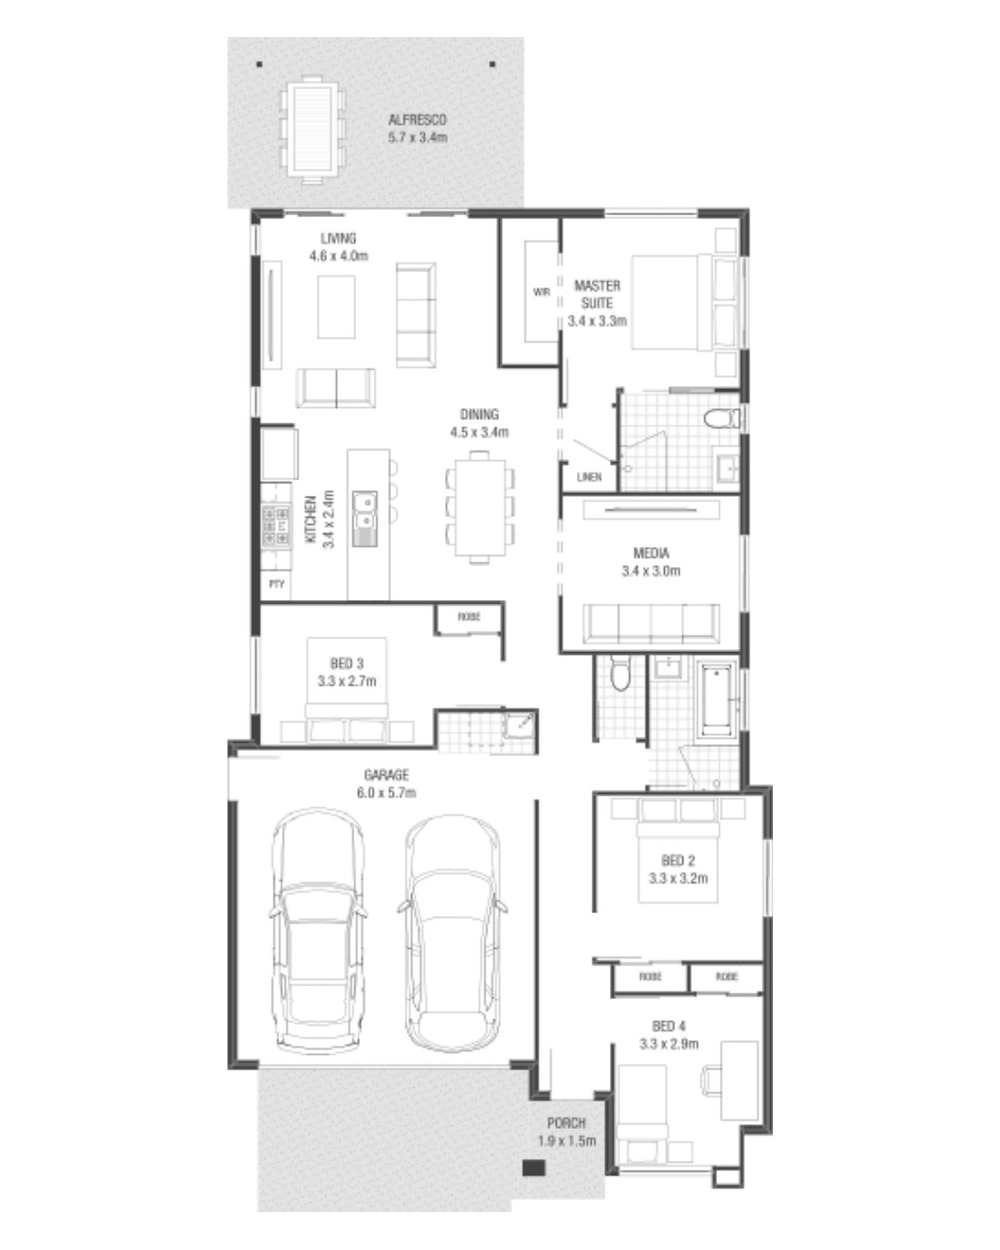 ALFRESCO
5.7 x 3.4m
LIVING
4.6 x 4.0m
WIR
MASTER
SUITE
3.4 x 3.3m
DINING
4.5 x 3.4m
LINEN
KITCHEN
3.4 x 2.4m
PTY
MEDIA
3.4 x 3.0m
ROBE
BED 3
3.3 x 2.7m
GARAGE
6.0 x 5.7m
BED 2
3.3 x 3.2m
ROBE
ROBE
BED 4
3.3 x 2.9m
PORCH
1.9 x 1.5m